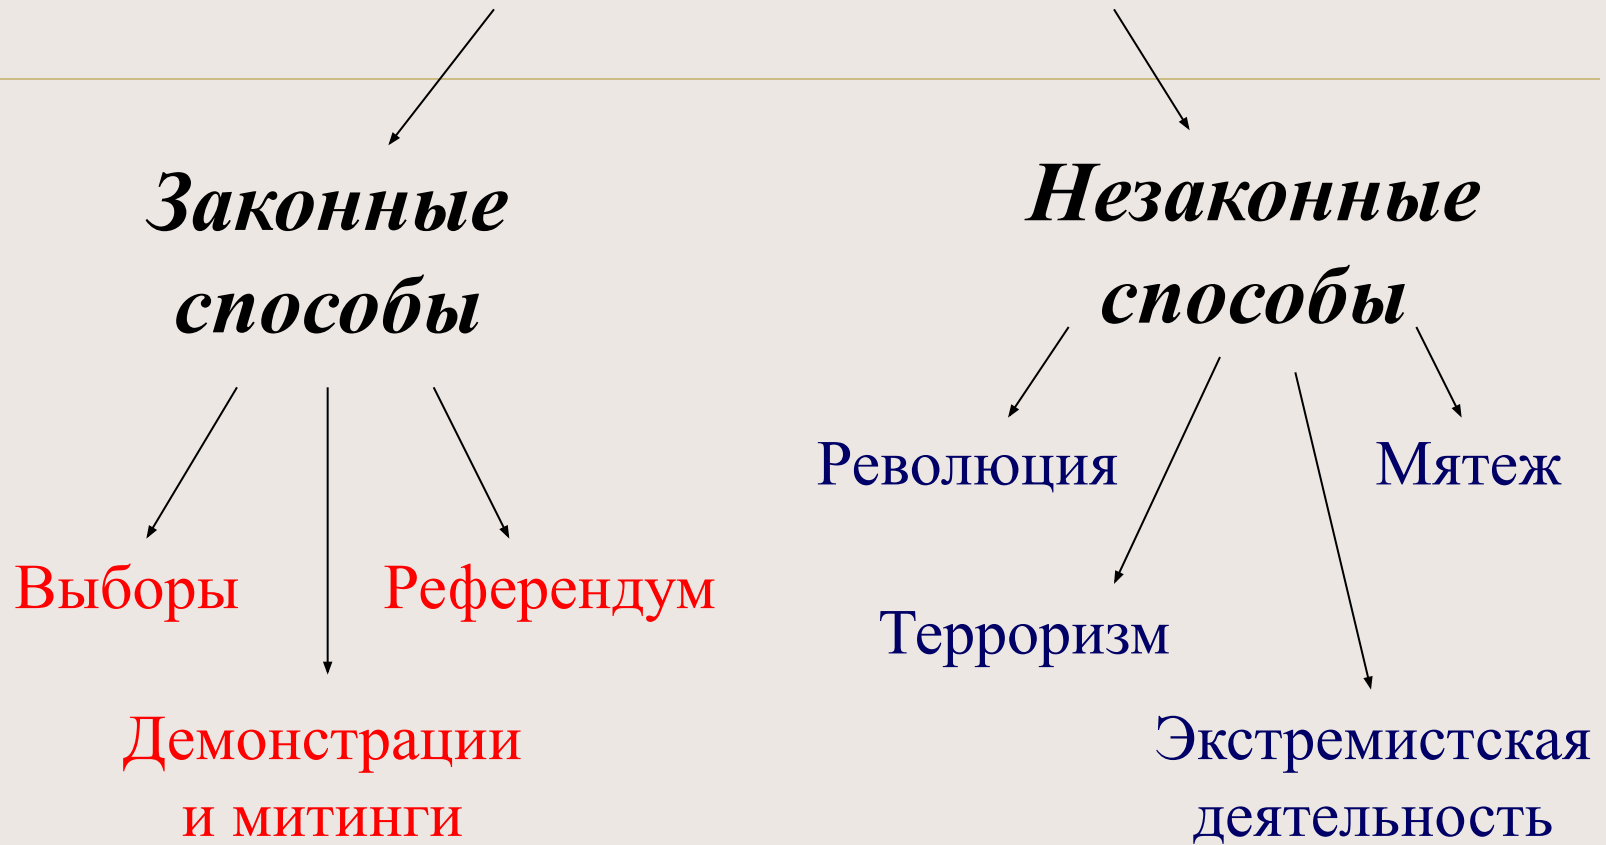 Законные
способы
Незаконные
способы
Выборы
Референдум
Демонстрации
и митинги
Революция
Мятеж
Терроризм
Экстремистская
деятельность